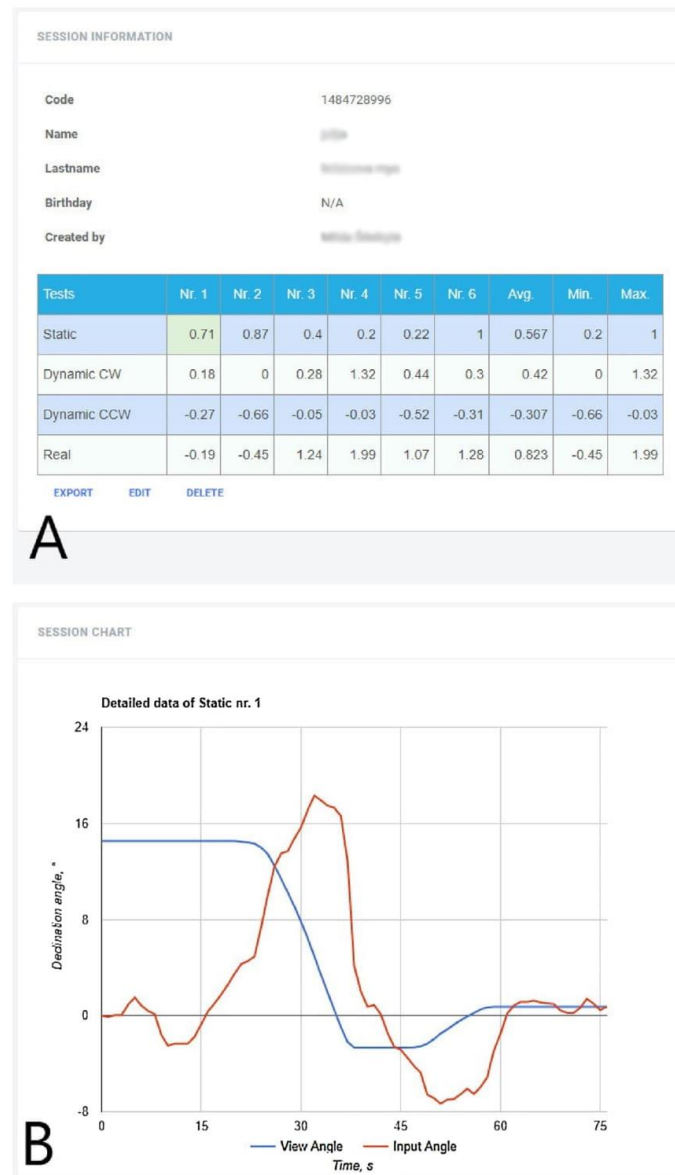 SESSION INFORMATION
Code 1484728996
Name
Lastname
Birthday N/A
Created by
Tests Nr. 1 Nr. 2 Nr. 3 Nr. 4 Nr. 5 Nr. 6 Avg. Min. Max.
Static 0.71 0.87 0.4 0.2 0.22 1 0.567 0.2 1
Dynamic CW 0.18 0 0.28 1.32 0.44 0.3 0.42 0 1.32
Dynamic CCW -0.27 -0.66 -0.05 -0.03 -0.52 -0.31 -0.307 -0.66 -0.03
Real -0.19 -0.45 1.24 1.99 1.07 1.28 0.823 -0.45 1.99
EXPORT EDIT DELETE
A
SESSION CHART
Detailed data of Static nr. 1
24
16
8
0
-8
Declination angle, °
0 15 30 45 60 75
View Angle Input Angle
Time, s
B